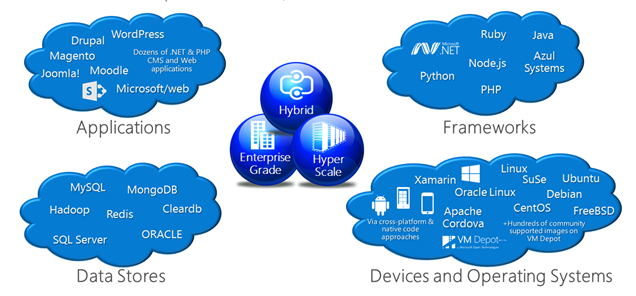 WordPress
Drupal
Magento
Dozens of .NET & PHP
CMS and Web
applications
Joomla!
Moodle
S
Microsoft/web
Applications
Ruby
Java
Microsoft
.NET
Node.js
Azul
Systems
Python
PHP
Frameworks
Hybrid
Enterprise
Grade
Hyper
Scale
MySQL
MongoDB
Hadoop
Redis
Cleardb
SQL Server
ORACLE
Data Stores
Linux
Xamarin
SuSe
Ubuntu
Oracle Linux
Debian
CentOS
FreeBSD
Via cross-platform &
native code
approaches
Apache
Cordova
+Hundreds of community
supported images on
VM Depot
VM Depot
Devices and Operating Systems